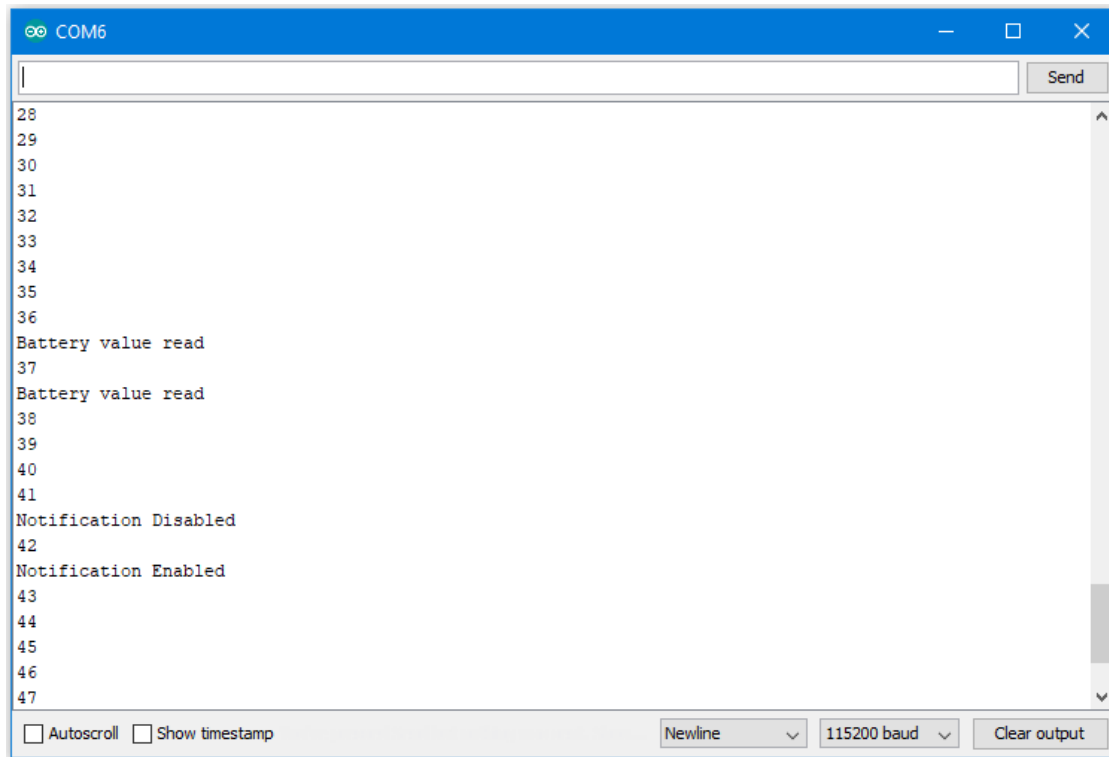 COM6
Send
28
29
30
31
32
33
34
35
36
Battery value read
37
Battery value read
38
39
40
41
Notification Disabled
42
Notification Enabled
43
44
45
46
47
Autoscroll Show timestamp Newline 115200 baud Clear output